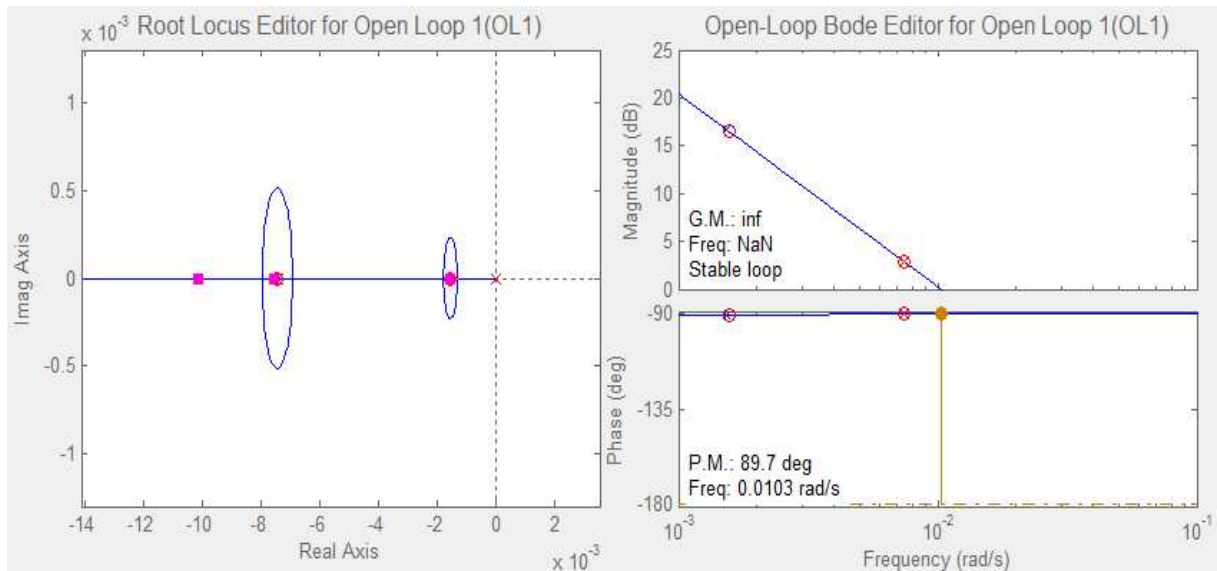 x 10⁻³ Root Locus Editor for Open Loop 1(OL1)
1
0.5
0
-0.5
-1
Imag Axis
-14 -12 -10 -8 -6 -4 -2 0 2
Real Axis
x 10⁻³
Open-Loop Bode Editor for Open Loop 1(OL1)
25
20
15
10
5
0
Magnitude (dB)
G.M.: inf
Freq: NaN
Stable loop
-90
-135
-180
Phase (deg)
P.M.: 89.7 deg
Freq: 0.0103 rad/s
10⁻³ 10⁻² 10⁻¹
Frequency (rad/s)